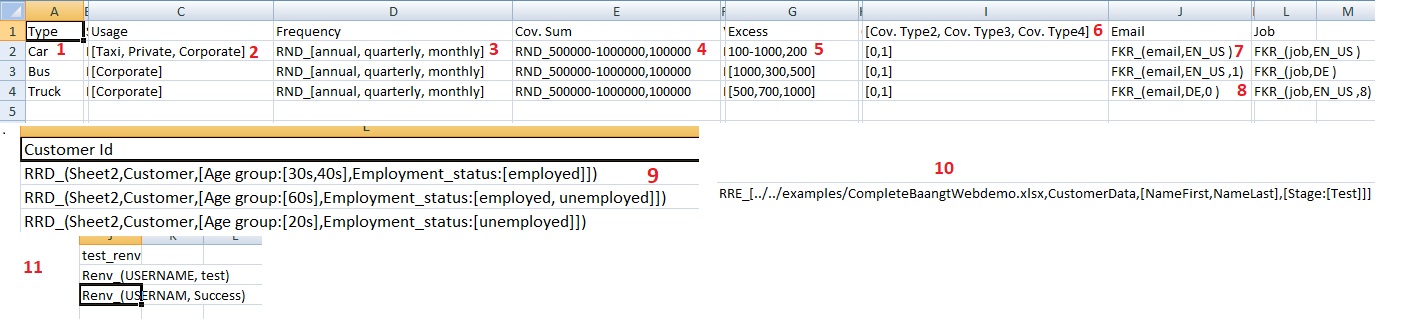 A C D E G I J L M
1 Type Usage Frequency Cov. Sum Excess [Cov. Type2, Cov. Type3, Cov. Type4] 6 Email Job
2 Car 1 [Taxi, Private, Corporate] 2 RND_[annual, quarterly, monthly] 3 RND_500000-1000000,100000 4 100-1000,200 5 [0,1] FKR_(email,EN_US ) 7 FKR_(job,EN_US )
3 Bus [Corporate] RND_[annual, quarterly, monthly] RND_500000-1000000,100000 [1000,300,500] [0,1] FKR_(email,EN_US ,1) FKR_(job,DE )
4 Truck [Corporate] RND_[annual, quarterly, monthly] RND_500000-1000000,100000 [500,700,1000] [0,1] FKR_(email,DE,0 ) 8 FKR_(job,EN_US ,8)
5
Customer Id
RRD_(Sheet2,Customer,[Age group:[30s,40s],Employment_status:[employed]]) 9
RRD_(Sheet2,Customer,[Age group:[60s],Employment_status:[employed, unemployed]])
RRD_(Sheet2,Customer,[Age group:[20s],Employment_status:[unemployed]])
10
RRE_[../../examples/CompleteBaangtWebdemo.xlsx,CustomerData,[NameFirst,NameLast],[Stage:[Test]]]
11
test_renv
Renv_(USERNAME, test)
Renv_(USERNAM, Success)